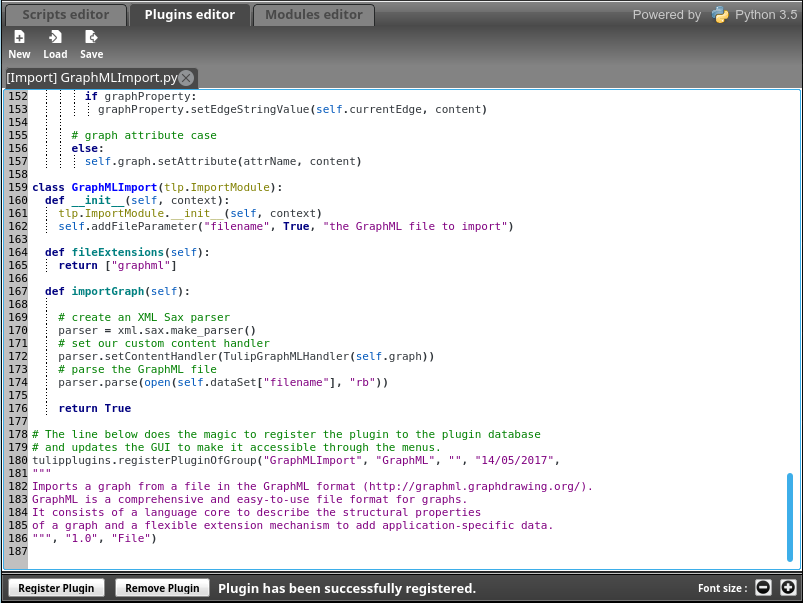 Scripts editor Plugins editor Modules editor Powered by Python 3.5
New Load Save
[Import] GraphMLImport.py
152 if graphProperty:
153 graphProperty.setEdgeStringValue(self.currentEdge, content)
154
155 # graph attribute case
156 else:
157 self.graph.setAttribute(attrName, content)
158
159 class GraphMLImport(tlp.ImportModule):
160 def __init__(self, context):
161 tlp.ImportModule.__init__(self, context)
162 self.addFileParameter("filename", True, "the GraphML file to import")
163
164 def fileExtensions(self):
165 return ["graphml"]
166
167 def importGraph(self):
168
169 # create an XML Sax parser
170 parser = xml.sax.make_parser()
171 # set our custom content handler
172 parser.setContentHandler(TulipGraphMLHandler(self.graph))
173 # parse the GraphML file
174 parser.parse(open(self.dataSet["filename"], "rb"))
175
176 return True
177
178 # The line below does the magic to register the plugin to the plugin database
179 # and updates the GUI to make it accessible through the menus.
180 tulipplugins.registerPluginOfGroup("GraphMLImport", "GraphML", "", "14/05/2017",
181 """
182 Imports a graph from a file in the GraphML format (http://graphml.graphdrawing.org/).
183 GraphML is a comprehensive and easy-to-use file format for graphs.
184 It consists of a language core to describe the structural properties
185 of a graph and a flexible extension mechanism to add application-specific data.
186 """, "1.0", "File")
187
Register Plugin Remove Plugin Plugin has been successfully registered. Font size :